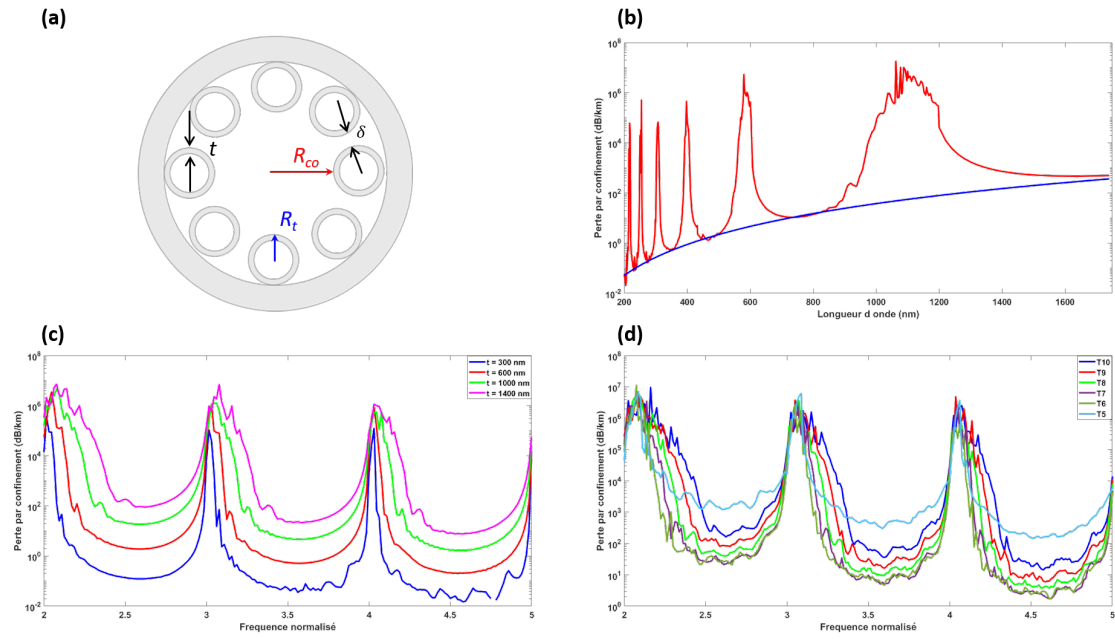 (a)
t
δ
R_co
R_t
(b)
Perte par confinement (dB/km)
10^8
10^6
10^4
10^2
10^0
10^-2
200
400
600
800
1000
1200
1400
1600
Longueur d onde (nm)
(c)
Perte par confinement (dB/km)
10^8
10^6
10^4
10^2
10^0
10^-2
t = 300 nm
t = 600 nm
t = 1000 nm
t = 1400 nm
2
2.5
3
3.5
4
4.5
5
Frequence normalisé
(d)
Perte par confinement (dB/km)
10^8
10^7
10^6
10^5
10^4
10^3
10^2
10^1
10^0
T10
T9
T8
T7
T6
T5
2
2.5
3
3.5
4
4.5
5
Frequence normalisé